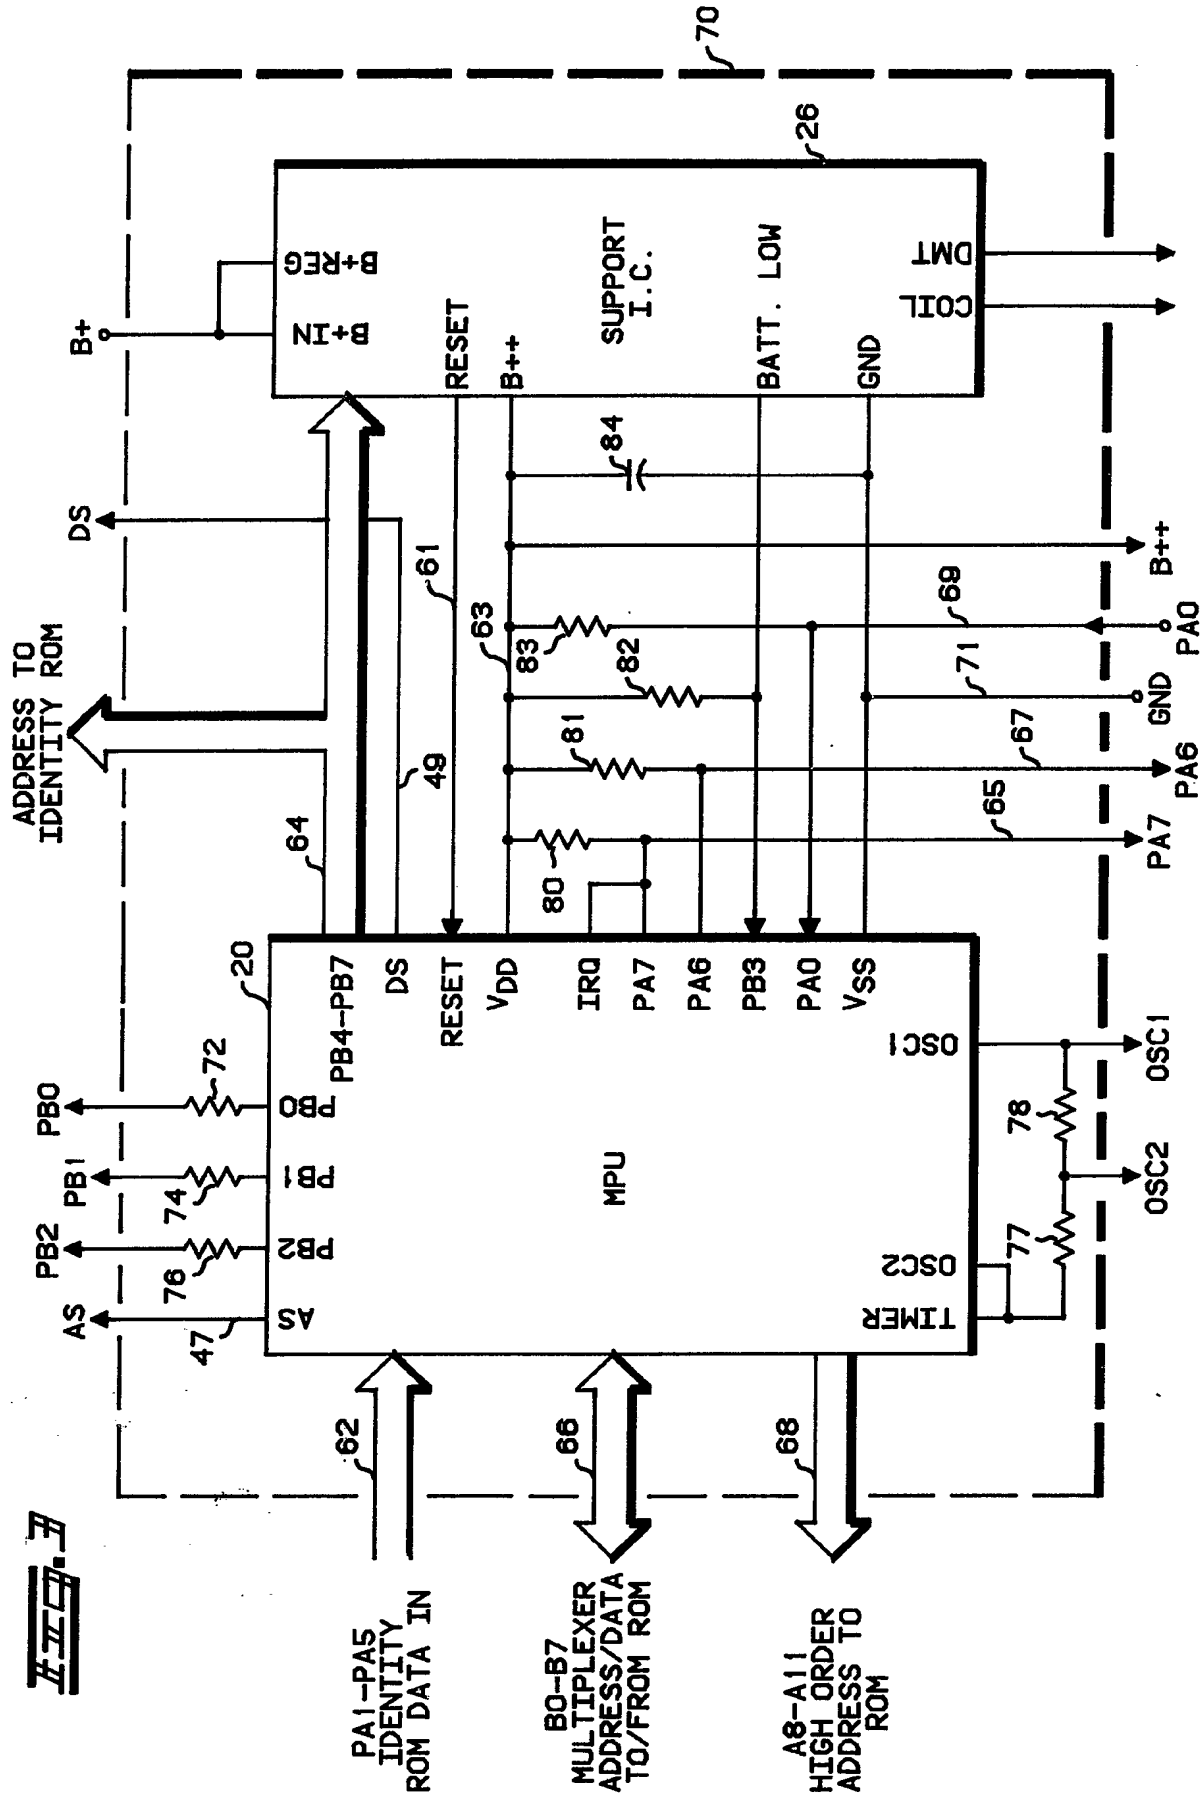 FIG. 3
ADDRESS TO
IDENTITY ROM
AS
PB2
PB1
PB0
DS
B+
47
76
74
72
20
64
49
70
PA1-PA5
IDENTITY
ROM DATA IN
62
B0-B7
MULTIPLEXER
ADDRESS/DATA
TO/FROM ROM
66
A8-A11
HIGH ORDER
ADDRESS TO
ROM
68
AS
PB2
PB1
PB0
PB4-PB7
DS
RESET
VDD
IRQ
PA7
PA6
PB3
PA0
VSS
MPU
TIMER
OSC2
OSC1
61
63
80
81
82
83
84
65
67
71
69
B+IN
B+REG
RESET
B++
SUPPORT
I.C.
BATT. LOW
GND
COIL
DMT
26
77
78
OSC2
OSC1
PA7
PA6
GND
PA0
B++